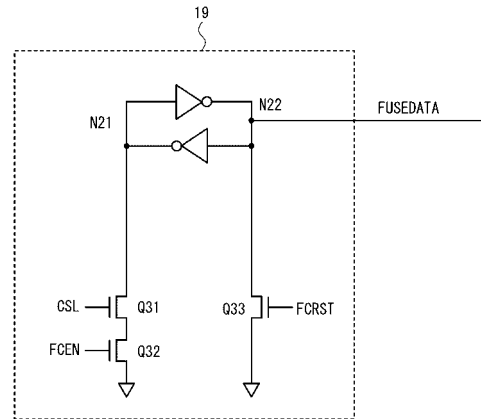 19
N21
N22
FUSEDATA
CSL
Q31
Q33
FCRST
FCEN
Q32